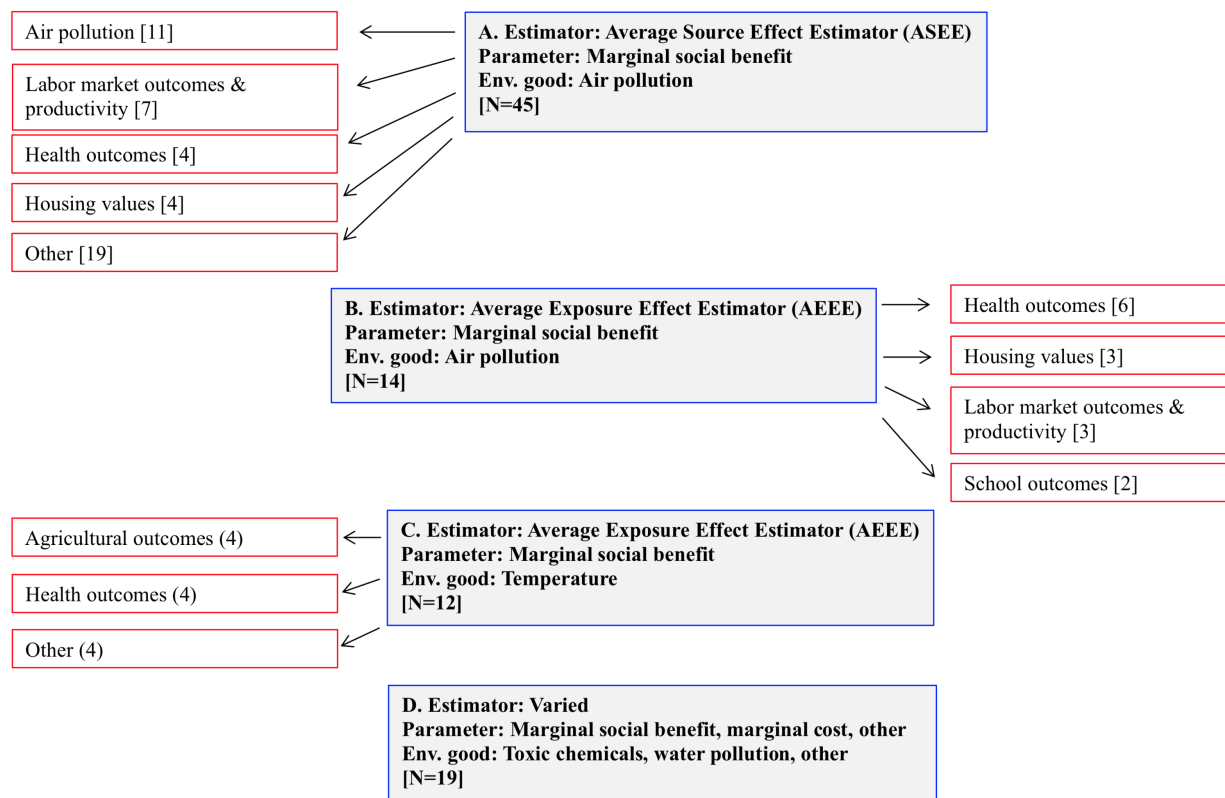 Air pollution [11]
Labor market outcomes &
productivity [7]
Health outcomes [4]
Housing values [4]
Other [19]
A. Estimator: Average Source Effect Estimator (ASEE)
Parameter: Marginal social benefit
Env. good: Air pollution
[N=45]
B. Estimator: Average Exposure Effect Estimator (AEEE)
Parameter: Marginal social benefit
Env. good: Air pollution
[N=14]
Health outcomes [6]
Housing values [3]
Labor market outcomes &
productivity [3]
School outcomes [2]
Agricultural outcomes (4)
Health outcomes (4)
Other (4)
C. Estimator: Average Exposure Effect Estimator (AEEE)
Parameter: Marginal social benefit
Env. good: Temperature
[N=12]
D. Estimator: Varied
Parameter: Marginal social benefit, marginal cost, other
Env. good: Toxic chemicals, water pollution, other
[N=19]